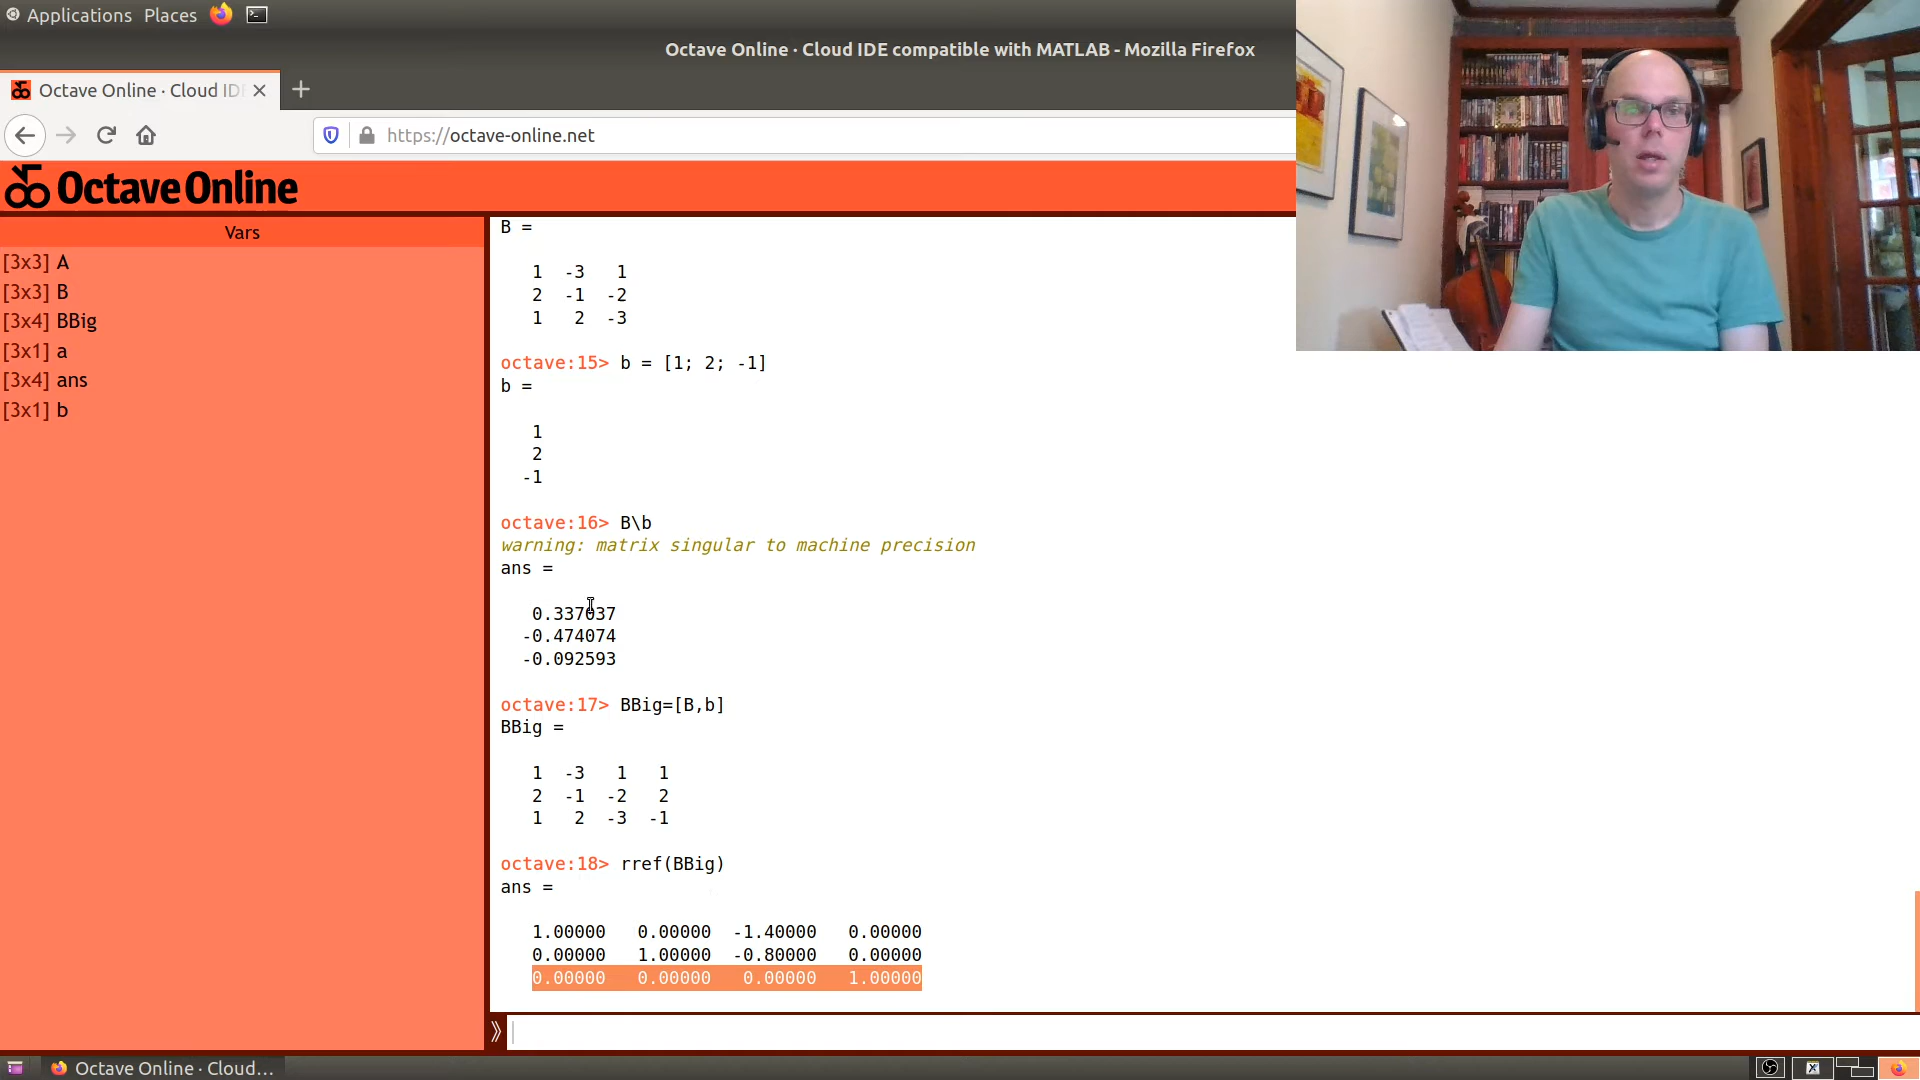 Applications Places
Octave Online · Cloud IDE compatible with MATLAB - Mozilla Firefox
Octave Online · Cloud ID
https://octave-online.net
Octave Online
Vars
[3x3] A
[3x3] B
[3x4] BBig
[3x1] a
[3x4] ans
[3x1] b
B =
1 -3 1
2 -1 -2
1 2 -3
octave:15> b = [1; 2; -1]
b =
1
2
-1
octave:16> B\b
warning: matrix singular to machine precision
ans =
0.337037
-0.474074
-0.092593
octave:17> BBig=[B,b]
BBig =
1 -3 1 1
2 -1 -2 2
1 2 -3 -1
octave:18> rref(BBig)
ans =
1.00000 0.00000 -1.40000 0.00000
0.00000 1.00000 -0.80000 0.00000
0.00000 0.00000 0.00000 1.00000
Octave Online · Cloud...